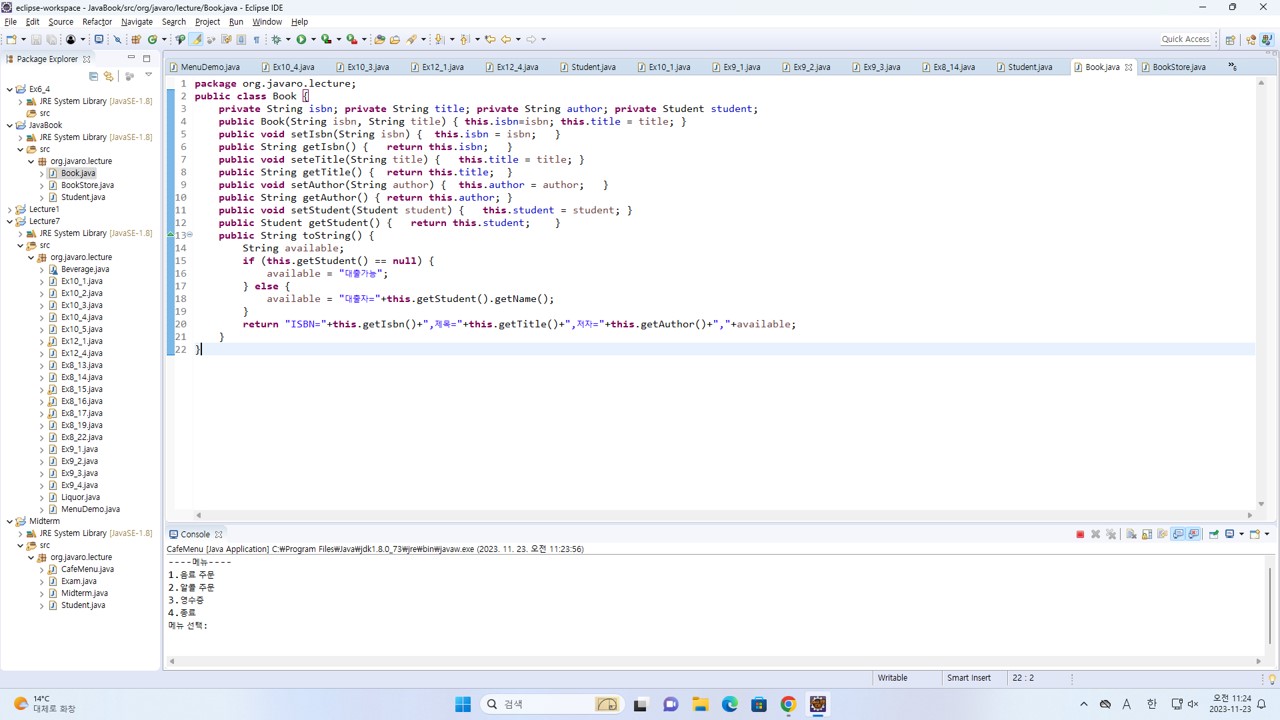 eclipse-workspace - JavaBook/src/org/javaro/lecture/Book.java - Eclipse IDE
File Edit Source Refactor Navigate Search Project Run Window Help
Quick Access
Package Explorer
MenuDemo.java Ex10_4.java Ex10_3.java Ex12_1.java Ex12_4.java Student.java Ex10_1.java Ex9_1.java Ex9_2.java Ex9_3.java Ex8_14.java Student.java Book.java BookStore.java
Ex6_4
JRE System Library [JavaSE-1.8]
src
JavaBook
JRE System Library [JavaSE-1.8]
src
org.javaro.lecture
Book.java
BookStore.java
Student.java
Lecture1
Lecture7
JRE System Library [JavaSE-1.8]
src
org.javaro.lecture
Beverage.java
Ex10_1.java
Ex10_2.java
Ex10_3.java
Ex10_4.java
Ex10_5.java
Ex12_1.java
Ex12_4.java
Ex8_13.java
Ex8_14.java
Ex8_15.java
Ex8_16.java
Ex8_17.java
Ex8_19.java
Ex8_22.java
Ex9_1.java
Ex9_2.java
Ex9_3.java
Ex9_4.java
Liquor.java
MenuDemo.java
Midterm
JRE System Library [JavaSE-1.8]
src
org.javaro.lecture
CafeMenu.java
Exam.java
Midterm.java
Student.java
1 package org.javaro.lecture;
2 public class Book {
3 private String isbn; private String title; private String author; private Student student;
4 public Book(String isbn, String title) { this.isbn=isbn; this.title = title; }
5 public void setIsbn(String isbn) { this.isbn = isbn; }
6 public String getIsbn() { return this.isbn; }
7 public void seteTitle(String title) { this.title = title; }
8 public String getTitle() { return this.title; }
9 public void setAuthor(String author) { this.author = author; }
10 public String getAuthor() { return this.author; }
11 public void setStudent(Student student) { this.student = student; }
12 public Student getStudent() { return this.student; }
13 public String toString() {
14 String available;
15 if (this.getStudent() == null) {
16 available = "대출가능";
17 } else {
18 available = "대출자="+this.getStudent().getName();
19 }
20 return "ISBN="+this.getIsbn()+",제목="+this.getTitle()+",저자="+this.getAuthor()+","+available;
21 }
22 }
Console
CafeMenu [Java Application] C:₩Program Files₩Java₩jdk1.8.0_73₩jre₩bin₩javaw.exe (2023. 11. 23. 오전 11:23:56)
----메뉴----
1.음료 주문
2.알콜 주문
3.영수증
4.종료
메뉴 선택:
Writable Smart Insert 22 : 2
14°C
대체로 화창
검색
A 한
오전 11:24
2023-11-23